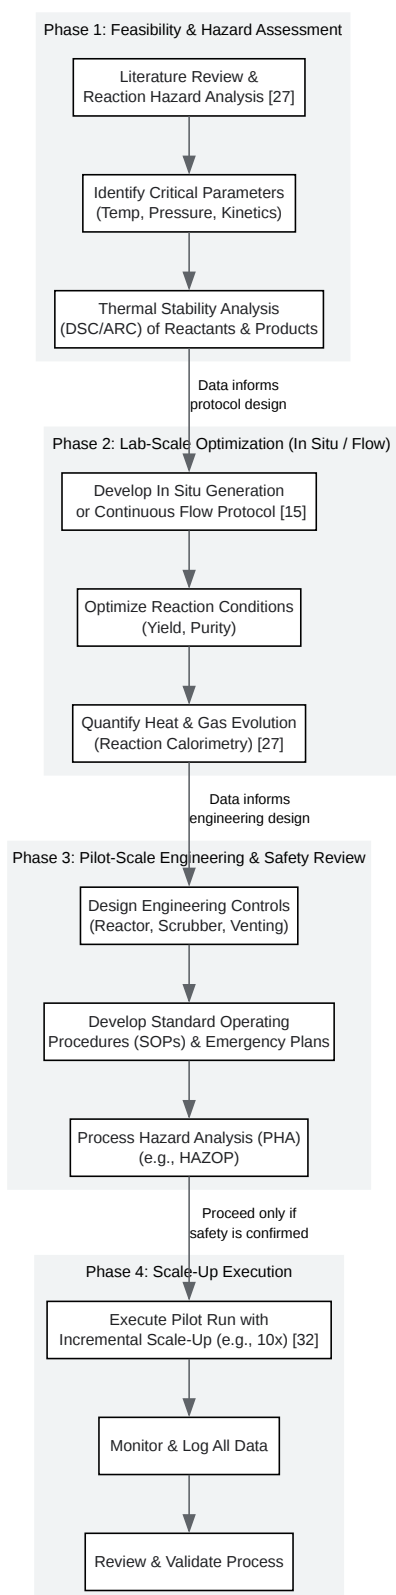 Phase 1: Feasibility & Hazard Assessment
Literature Review &
Reaction Hazard Analysis [27]
Identify Critical Parameters
(Temp, Pressure, Kinetics)
Thermal Stability Analysis
(DSC/ARC) of Reactants & Products
Data informs
protocol design
Phase 2: Lab-Scale Optimization (In Situ / Flow)
Develop In Situ Generation
or Continuous Flow Protocol [15]
Optimize Reaction Conditions
(Yield, Purity)
Quantify Heat & Gas Evolution
(Reaction Calorimetry) [27]
Data informs
engineering design
Phase 3: Pilot-Scale Engineering & Safety Review
Design Engineering Controls
(Reactor, Scrubber, Venting)
Develop Standard Operating
Procedures (SOPs) & Emergency Plans
Process Hazard Analysis (PHA)
(e.g., HAZOP)
Proceed only if
safety is confirmed
Phase 4: Scale-Up Execution
Execute Pilot Run with
Incremental Scale-Up (e.g., 10x) [32]
Monitor & Log All Data
Review & Validate Process